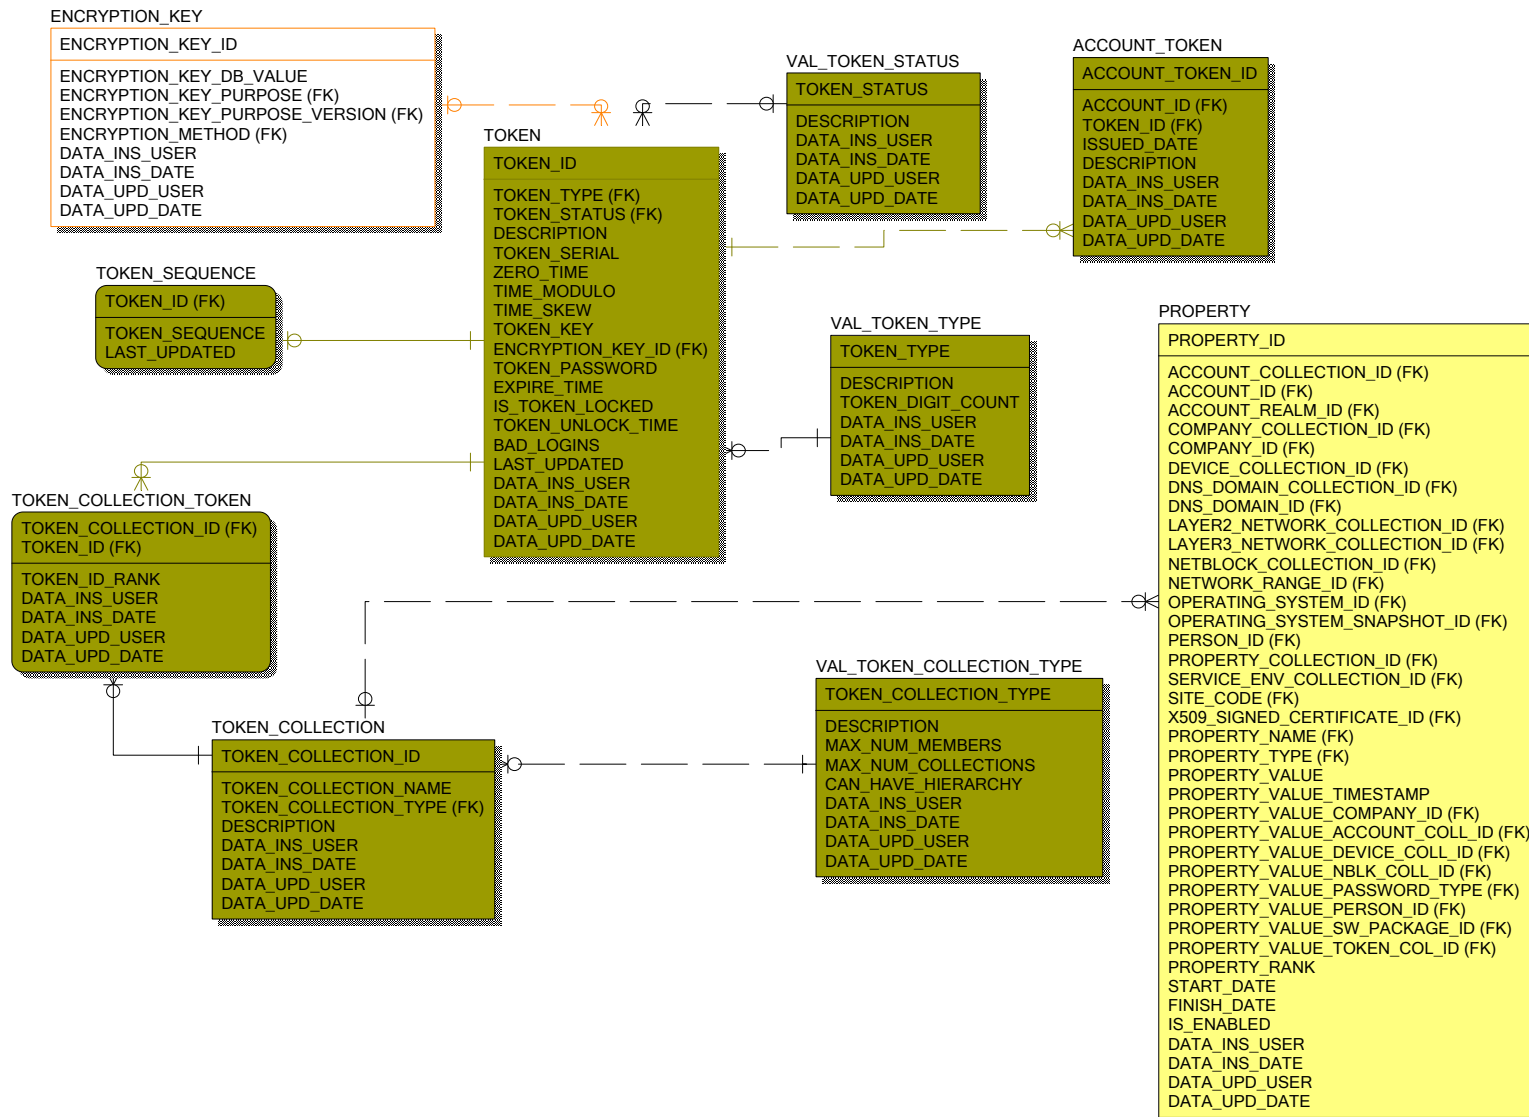 ENCRYPTION_KEY
ENCRYPTION_KEY_ID
ENCRYPTION_KEY_DB_VALUE
ENCRYPTION_KEY_PURPOSE (FK)
ENCRYPTION_KEY_PURPOSE_VERSION (FK)
ENCRYPTION_METHOD (FK)
DATA_INS_USER
DATA_INS_DATE
DATA_UPD_USER
DATA_UPD_DATE
VAL_TOKEN_STATUS
TOKEN_STATUS
DESCRIPTION
DATA_INS_USER
DATA_INS_DATE
DATA_UPD_USER
DATA_UPD_DATE
ACCOUNT_TOKEN
ACCOUNT_TOKEN_ID
ACCOUNT_ID (FK)
TOKEN_ID (FK)
ISSUED_DATE
DESCRIPTION
DATA_INS_USER
DATA_INS_DATE
DATA_UPD_USER
DATA_UPD_DATE
TOKEN
TOKEN_ID
TOKEN_TYPE (FK)
TOKEN_STATUS (FK)
DESCRIPTION
TOKEN_SERIAL
ZERO_TIME
TIME_MODULO
TIME_SKEW
TOKEN_KEY
ENCRYPTION_KEY_ID (FK)
TOKEN_PASSWORD
EXPIRE_TIME
IS_TOKEN_LOCKED
TOKEN_UNLOCK_TIME
BAD_LOGINS
LAST_UPDATED
DATA_INS_USER
DATA_INS_DATE
DATA_UPD_USER
DATA_UPD_DATE
TOKEN_SEQUENCE
TOKEN_ID (FK)
TOKEN_SEQUENCE
LAST_UPDATED
VAL_TOKEN_TYPE
TOKEN_TYPE
DESCRIPTION
TOKEN_DIGIT_COUNT
DATA_INS_USER
DATA_INS_DATE
DATA_UPD_USER
DATA_UPD_DATE
PROPERTY
PROPERTY_ID
ACCOUNT_COLLECTION_ID (FK)
ACCOUNT_ID (FK)
ACCOUNT_REALM_ID (FK)
COMPANY_COLLECTION_ID (FK)
COMPANY_ID (FK)
DEVICE_COLLECTION_ID (FK)
DNS_DOMAIN_COLLECTION_ID (FK)
DNS_DOMAIN_ID (FK)
LAYER2_NETWORK_COLLECTION_ID (FK)
LAYER3_NETWORK_COLLECTION_ID (FK)
NETBLOCK_COLLECTION_ID (FK)
NETWORK_RANGE_ID (FK)
OPERATING_SYSTEM_ID (FK)
OPERATING_SYSTEM_SNAPSHOT_ID (FK)
PERSON_ID (FK)
PROPERTY_COLLECTION_ID (FK)
SERVICE_ENV_COLLECTION_ID (FK)
SITE_CODE (FK)
X509_SIGNED_CERTIFICATE_ID (FK)
PROPERTY_NAME (FK)
PROPERTY_TYPE (FK)
PROPERTY_VALUE
PROPERTY_VALUE_TIMESTAMP
PROPERTY_VALUE_COMPANY_ID (FK)
PROPERTY_VALUE_ACCOUNT_COLL_ID (FK)
PROPERTY_VALUE_DEVICE_COLL_ID (FK)
PROPERTY_VALUE_NBLK_COLL_ID (FK)
PROPERTY_VALUE_PASSWORD_TYPE (FK)
PROPERTY_VALUE_PERSON_ID (FK)
PROPERTY_VALUE_SW_PACKAGE_ID (FK)
PROPERTY_VALUE_TOKEN_COL_ID (FK)
PROPERTY_RANK
START_DATE
FINISH_DATE
IS_ENABLED
DATA_INS_USER
DATA_INS_DATE
DATA_UPD_USER
DATA_UPD_DATE
TOKEN_COLLECTION_TOKEN
TOKEN_COLLECTION_ID (FK)
TOKEN_ID (FK)
TOKEN_ID_RANK
DATA_INS_USER
DATA_INS_DATE
DATA_UPD_USER
DATA_UPD_DATE
VAL_TOKEN_COLLECTION_TYPE
TOKEN_COLLECTION_TYPE
DESCRIPTION
MAX_NUM_MEMBERS
MAX_NUM_COLLECTIONS
CAN_HAVE_HIERARCHY
DATA_INS_USER
DATA_INS_DATE
DATA_UPD_USER
DATA_UPD_DATE
TOKEN_COLLECTION
TOKEN_COLLECTION_ID
TOKEN_COLLECTION_NAME
TOKEN_COLLECTION_TYPE (FK)
DESCRIPTION
DATA_INS_USER
DATA_INS_DATE
DATA_UPD_USER
DATA_UPD_DATE